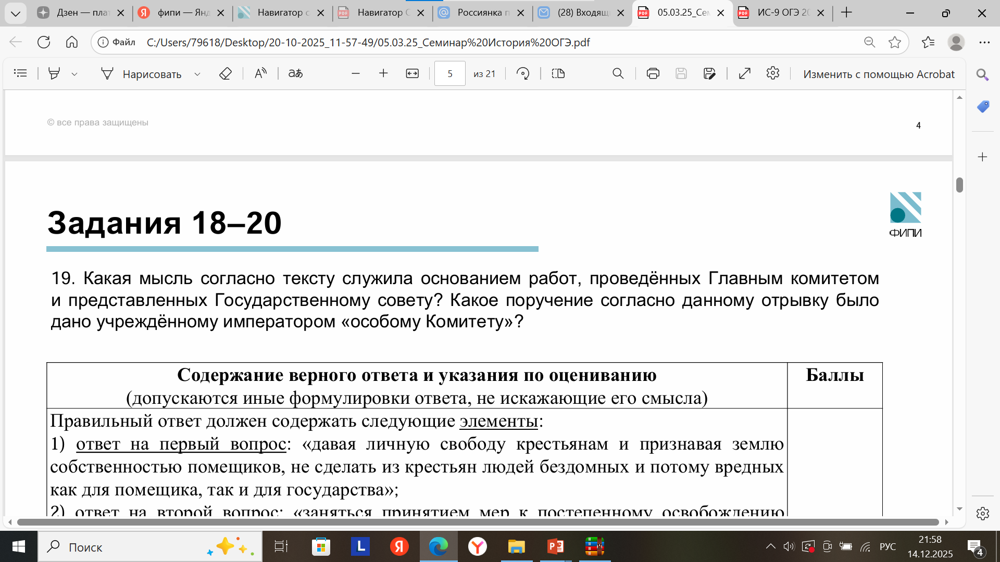 Дзен — плат
фипи — Янд
Навигатор с
Навигатор С
Россиянка п
(28) Входящ
05.03.25_Сем
ИС-9 ОГЭ 20
Файл C:/Users/79618/Desktop/20-10-2025_11-57-49/05.03.25_Семинар%20История%20ОГЭ.pdf
Нарисовать 5 из 21 Изменить с помощью Acrobat
© все права защищены
4
Задания 18–20
ФИПИ
19. Какая мысль согласно тексту служила основанием работ, проведённых Главным комитетом
и представленных Государственному совету? Какое поручение согласно данному отрывку было
дано учреждённому императором «особому Комитету»?
Содержание верного ответа и указания по оцениванию
(допускаются иные формулировки ответа, не искажающие его смысла)
Баллы
Правильный ответ должен содержать следующие элементы:
1) ответ на первый вопрос: «давая личную свободу крестьянам и признавая землю
собственностью помещиков, не сделать из крестьян людей бездомных и потому вредных
как для помещика, так и для государства»;
2) ответ на второй вопрос: «заняться принятием мер к постепенному освобождению
Поиск
РУС
21:58
14.12.2025
4